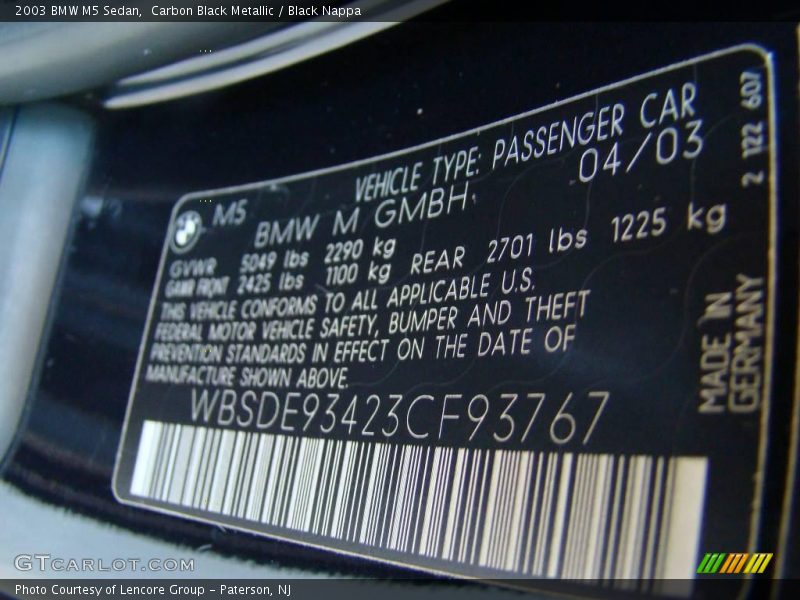 2003 BMW M5 Sedan,  Carbon Black Metallic / Black Nappa
M5
VEHICLE TYPE: PASSENGER CAR
BMW M GMBH
04/03
GVWR 5049 lbs 2290 kg
GAWR FRONT 2425 lbs 1100 kg REAR 2701 lbs 1225 kg
THIS VEHICLE CONFORMS TO ALL APPLICABLE U.S.
FEDERAL MOTOR VEHICLE SAFETY, BUMPER AND THEFT
PREVENTION STANDARDS IN EFFECT ON THE DATE OF
MANUFACTURE SHOWN ABOVE.
WBSDE93423CF93767
2 122 607
MADE IN
GERMANY
GTCARLOT.COM
Photo Courtesy of Lencore Group - Paterson, NJ